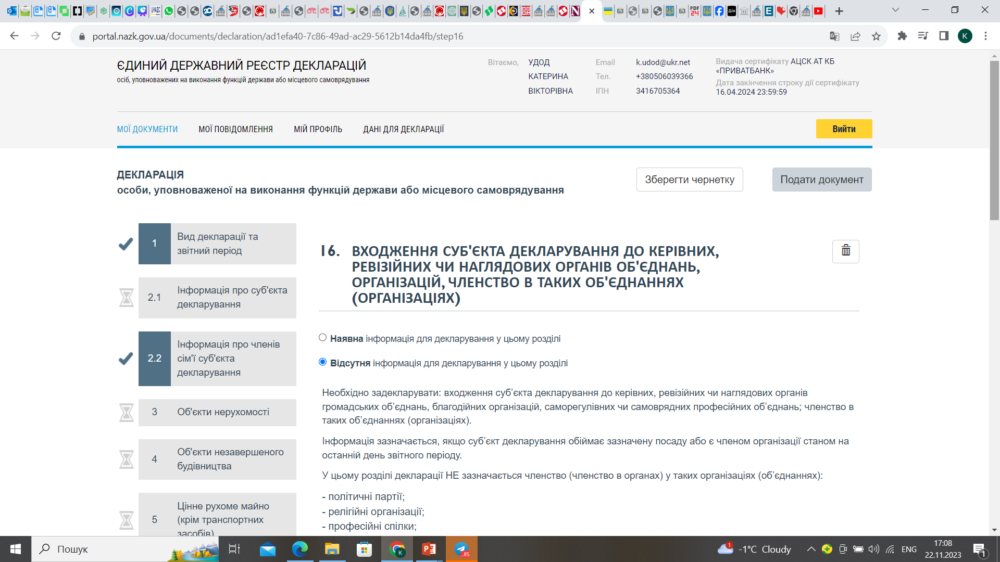 portal.nazk.gov.ua/documents/declaration/ad1efa40-7c86-49ad-ac29-5612b14da4fb/step16
K
ЄДИНИЙ ДЕРЖАВНИЙ РЕЄСТР ДЕКЛАРАЦІЙ
осіб, уповноважених на виконання функцій держави або місцевого самоврядування
Вітаємо,
УДОД
КАТЕРИНА
ВІКТОРІВНА
Email k.udod@ukr.net
Тел. +380506039366
ІПН 3416705364
Видача сертифікату АЦСК АТ КБ
«ПРИВАТБАНК»
Дата закінчення строку дії сертифікату
16.04.2024 23:59:59
МОЇ ДОКУМЕНТИ МОЇ ПОВІДОМЛЕННЯ МІЙ ПРОФІЛЬ ДАНІ ДЛЯ ДЕКЛАРАЦІЇ
Вийти
ДЕКЛАРАЦІЯ
особи, уповноваженої на виконання функцій держави або місцевого самоврядування
Зберегти чернетку
Подати документ
1 Вид декларації та
звітний період
2.1 Інформація про суб'єкта
декларування
2.2 Інформація про членів
сім'ї суб'єкта
декларування
3 Об'єкти нерухомості
4 Об'єкти незавершеного
будівництва
5 Цінне рухоме майно
(крім транспортних
засобів)
16. ВХОДЖЕННЯ СУБ'ЄКТА ДЕКЛАРУВАННЯ ДО КЕРІВНИХ,
РЕВІЗІЙНИХ ЧИ НАГЛЯДОВИХ ОРГАНІВ ОБ'ЄДНАНЬ,
ОРГАНІЗАЦІЙ, ЧЛЕНСТВО В ТАКИХ ОБ'ЄДНАННЯХ
(ОРГАНІЗАЦІЯХ)
Наявна інформація для декларування у цьому розділі
Відсутня інформація для декларування у цьому розділі
Необхідно задекларувати: входження суб’єкта декларування до керівних, ревізійних чи наглядових органів
громадських об’єднань, благодійних організацій, саморегулівних чи самоврядних професійних об’єднань; членство в
таких об’єднаннях (організаціях).
Інформація зазначається, якщо суб’єкт декларування обіймає зазначену посаду або є членом організації станом на
останній день звітного періоду.
У цьому розділі декларації НЕ зазначається членство (членство в органах) у таких організаціях (об’єднаннях):
- політичні партії;
- релігійні організації;
- професійні спілки;
Пошук
-1°C Cloudy
ENG
17:08
22.11.2023